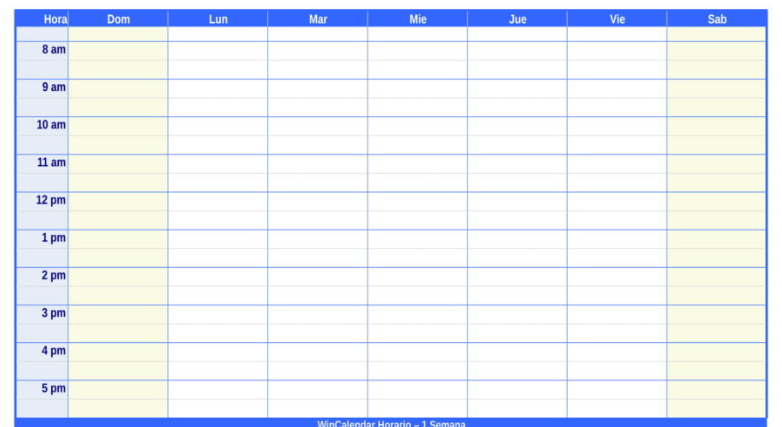 Hora Dom Lun Mar Mie Jue Vie Sab
8 am
9 am
10 am
11 am
12 pm
1 pm
2 pm
3 pm
4 pm
5 pm
WinCalendar Horario – 1 Semana